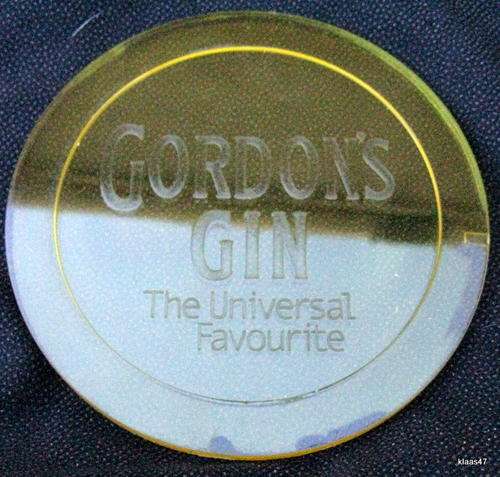 GORDON'S
GIN
The Universal
Favourite
klaas47